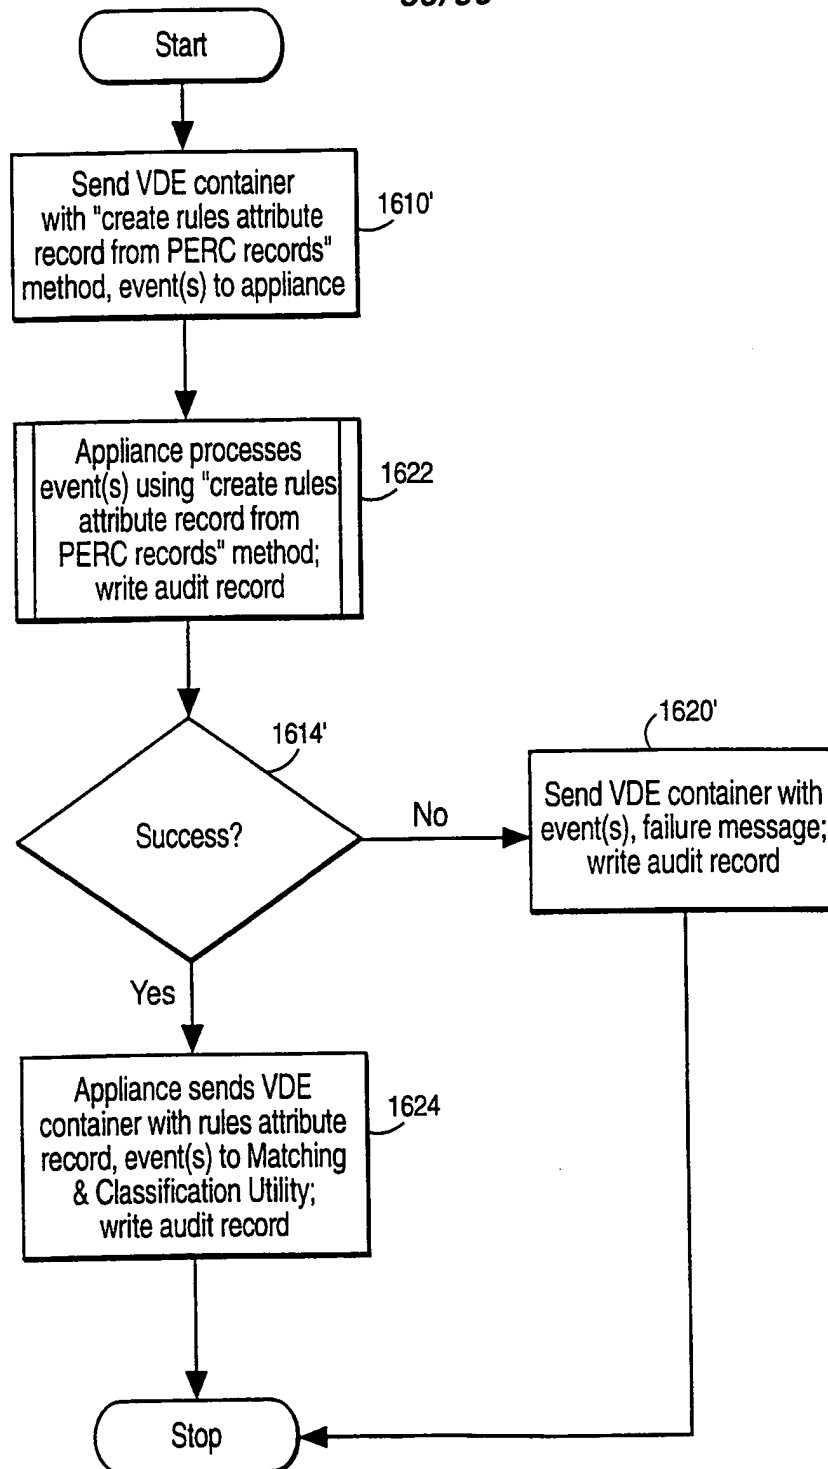 Start
Send VDE container
with "create rules attribute
record from PERC records"
method, event(s) to appliance
1610'
Appliance processes
event(s) using "create rules
attribute record from
PERC records" method;
write audit record
1622
1614'
Success?
No
1620'
Send VDE container with
event(s), failure message;
write audit record
Yes
Appliance sends VDE
container with rules attribute
record, event(s) to Matching
& Classification Utility;
write audit record
1624
Stop